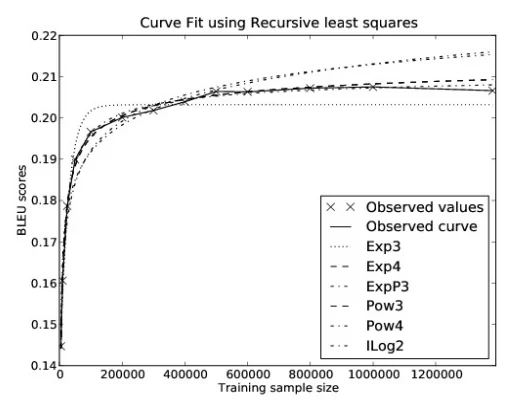 Curve Fit using Recursive least squares
0.22
0.21
0.20
0.19
0.18
0.17
0.16
0.15
0.14
BLEU scores
Observed values
Observed curve
Exp3
Exp4
ExpP3
Pow3
Pow4
ILog2
0 200000 400000 600000 800000 1000000 1200000
Training sample size